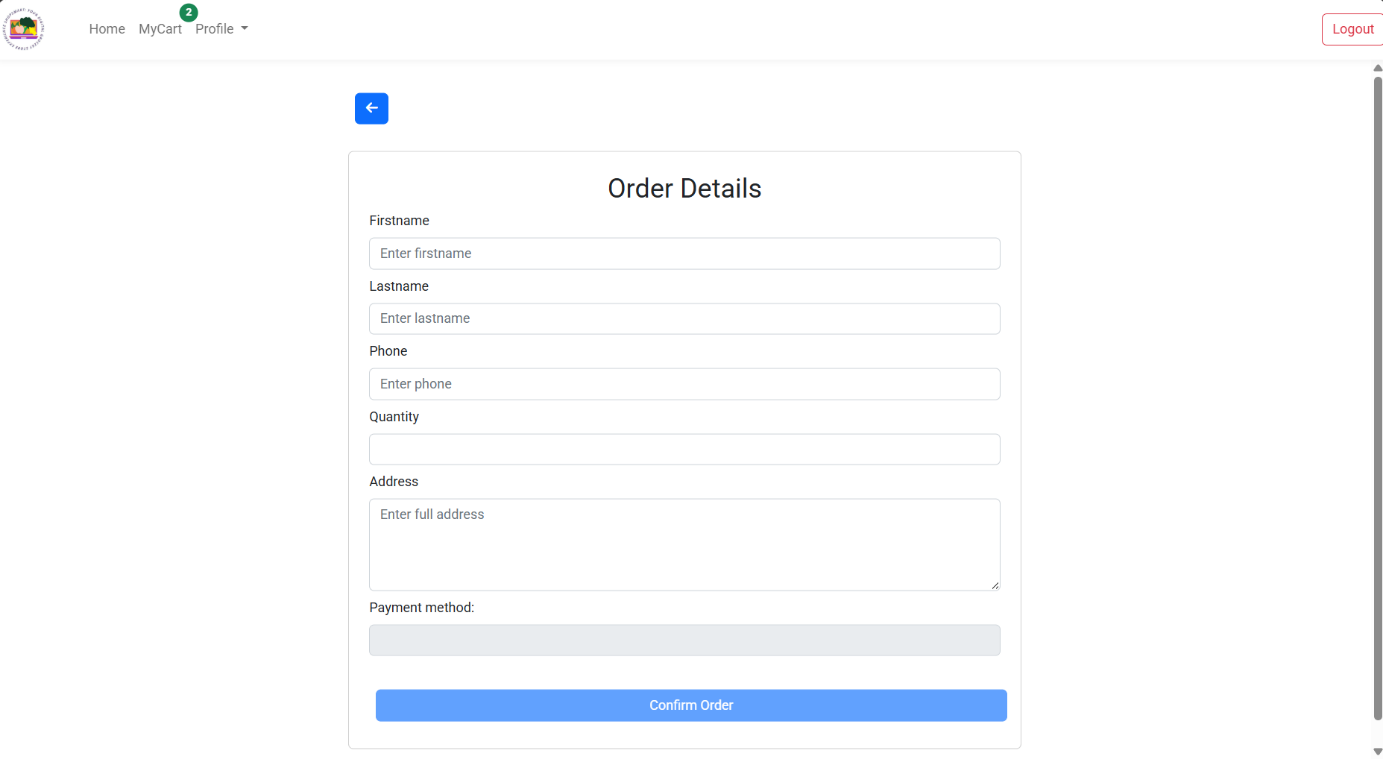 2
Home MyCart Profile Logout
Order Details
Firstname
Enter firstname
Lastname
Enter lastname
Phone
Enter phone
Quantity
Address
Enter full address
Payment method:
Confirm Order